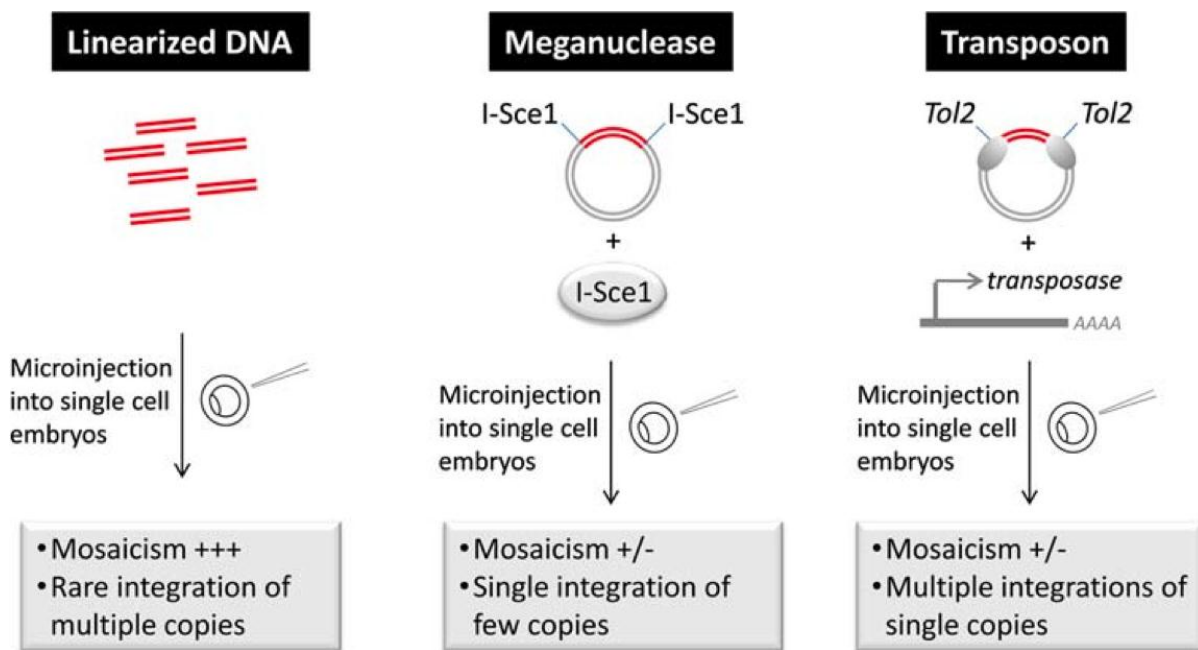 Linearized DNA
Meganuclease
Transposon
I-Sce1
I-Sce1
Tol2
Tol2
+
+
I-Sce1
transposase
AAAA
Microinjection
into single cell
embryos
Microinjection
into single cell
embryos
Microinjection
into single cell
embryos
•Mosaicism +++
•Rare integration of
multiple copies
•Mosaicism +/-
•Single integration of
few copies
•Mosaicism +/-
•Multiple integrations of
single copies